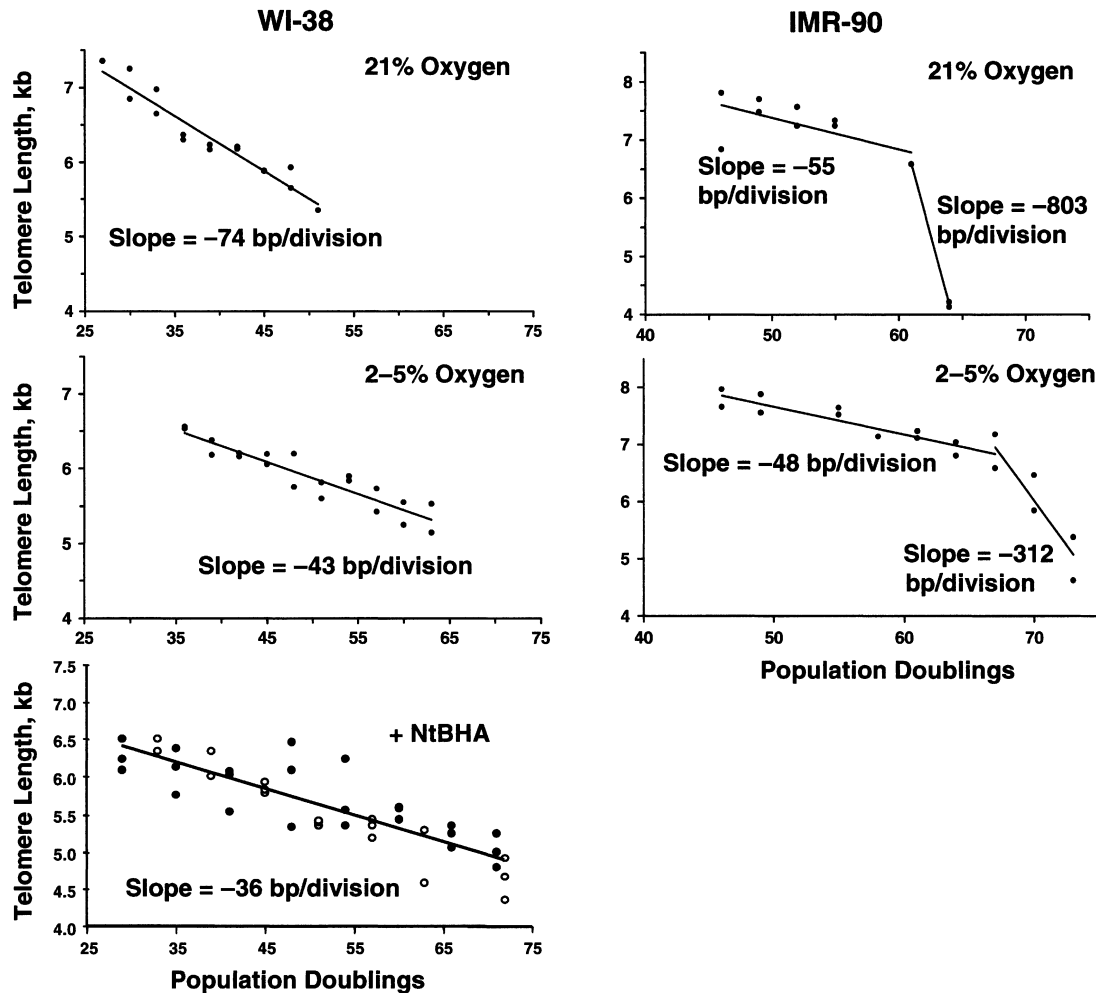 WI-38
IMR-90
21% Oxygen
Telomere Length, kb
7
6
5
4
Slope = –74 bp/division
25 35 45 55 65 75
21% Oxygen
8
7
6
5
4
Slope = –55
bp/division
Slope = –803
bp/division
40 50 60 70
2–5% Oxygen
Telomere Length, kb
7
6
5
4
Slope = –43 bp/division
25 35 45 55 65 75
2–5% Oxygen
8
7
6
5
4
Slope = –48 bp/division
Slope = –312
bp/division
40 50 60 70
Population Doublings
+ NtBHA
Telomere Length, kb
7.5
7.0
6.5
6.0
5.5
5.0
4.5
4.0
Slope = –36 bp/division
25 35 45 55 65 75
Population Doublings